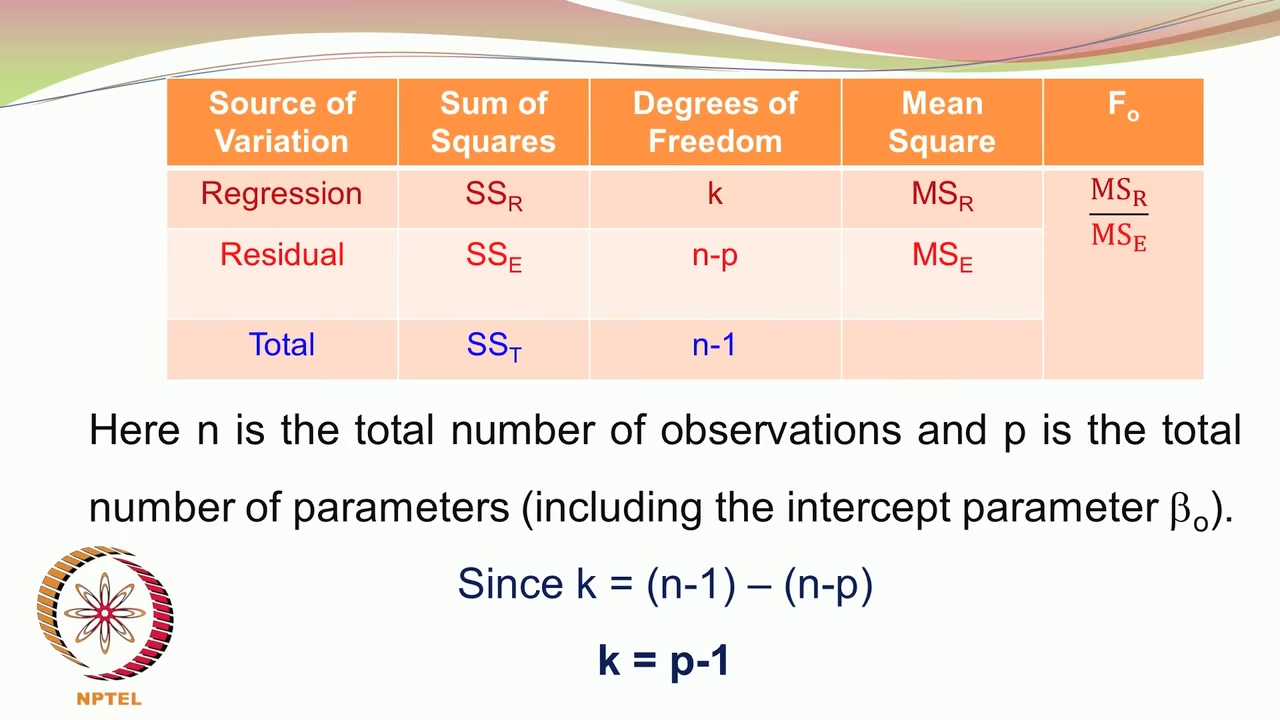 Source of Variation | Sum of Squares | Degrees of Freedom | Mean Square | Fo
Regression | SSR | k | MSR | MSR / MSE
Residual | SSE | n-p | MSE
Total | SST | n-1
Here n is the total number of observations and p is the total
number of parameters (including the intercept parameter βo).
Since k = (n-1) – (n-p)
k = p-1
NPTEL